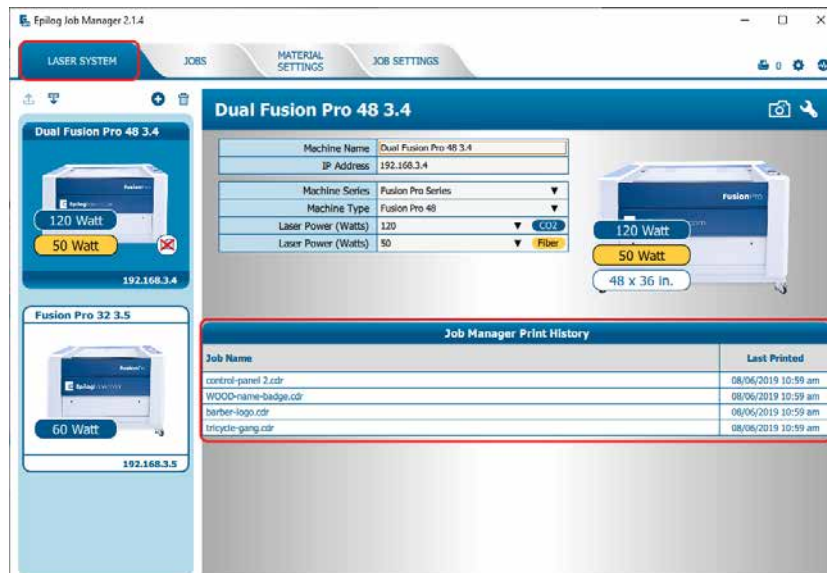 Epilog Job Manager 2.1.4
LASER SYSTEM
JOBS
MATERIAL
SETTINGS
JOB SETTINGS
0
Dual Fusion Pro 48 3.4
120 Watt
50 Watt
192.168.3.4
Fusion Pro 32 3.5
60 Watt
192.168.3.5
Dual Fusion Pro 48 3.4
Machine Name Dual Fusion Pro 48 3.4
IP Address 192.168.3.4
Machine Series Fusion Pro Series
Machine Type Fusion Pro 48
Laser Power (Watts) 120 CO2
Laser Power (Watts) 50 Fiber
FusionPro
120 Watt
50 Watt
48 x 36 in.
Job Manager Print History
Job Name Last Printed
control-panel 2.cdr 08/06/2019 10:59 am
WOOD-name-badge.cdr 08/06/2019 10:59 am
barber-logo.cdr 08/06/2019 10:59 am
tricycle-gang.cdr 08/06/2019 10:59 am